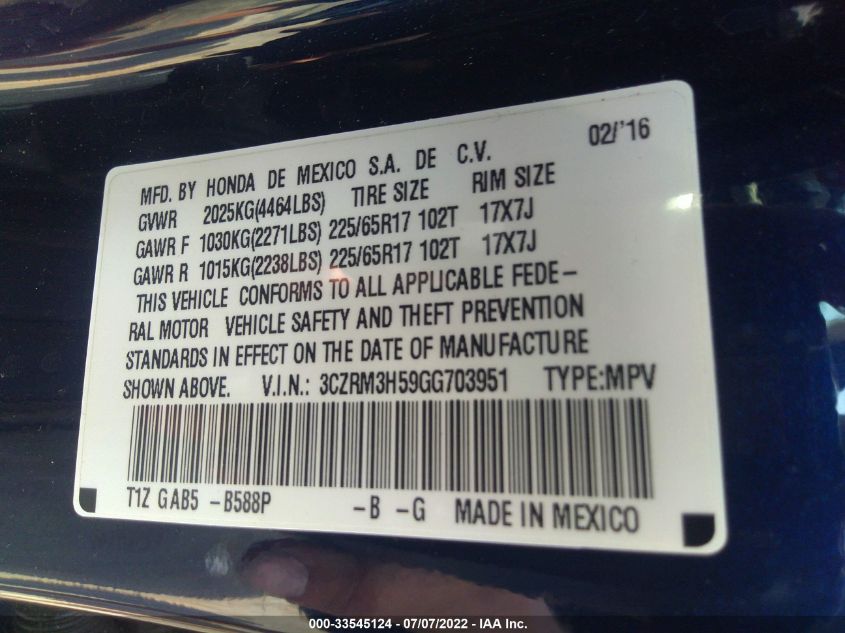 02/'16
MFD. BY HONDA DE MEXICO S.A. DE C.V.
GVWR 2025KG(4464LBS) TIRE SIZE RIM SIZE
GAWR F 1030KG(2271LBS) 225/65R17 102T 17X7J
GAWR R 1015KG(2238LBS) 225/65R17 102T 17X7J
THIS VEHICLE CONFORMS TO ALL APPLICABLE FEDE-
RAL MOTOR VEHICLE SAFETY AND THEFT PREVENTION
STANDARDS IN EFFECT ON THE DATE OF MANUFACTURE
SHOWN ABOVE. V.I.N.: 3CZRM3H59GG703951 TYPE:MPV
T1Z GAB5 -B588P -B -G MADE IN MEXICO
000-33545124 - 07/07/2022 - IAA Inc.